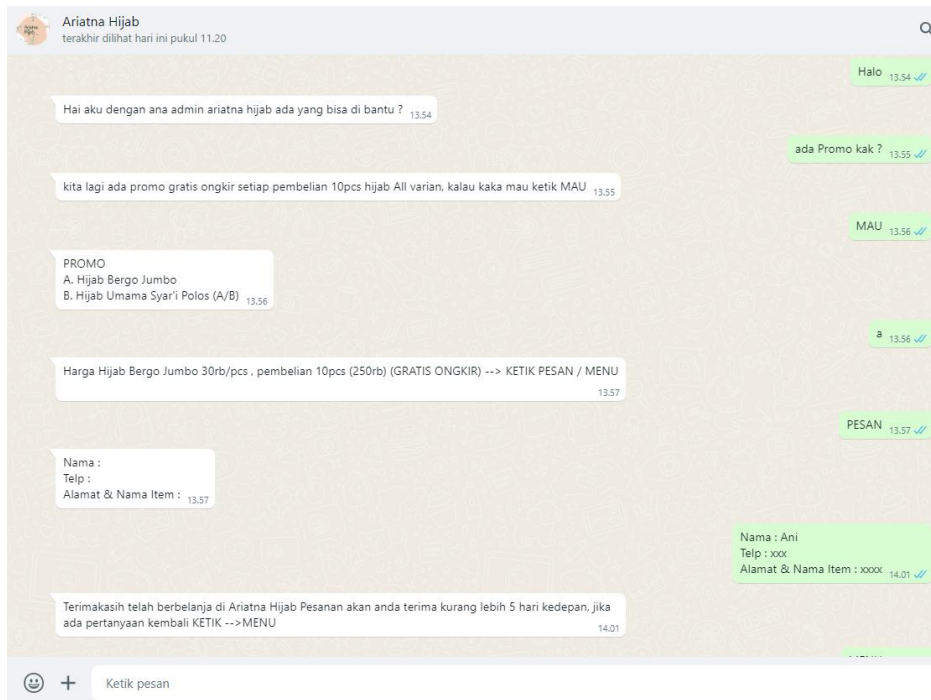 Ariatna Hijab
terakhir dilihat hari ini pukul 11.20
Halo 13.54
Hai aku dengan ana admin ariatna hijab ada yang bisa di bantu ? 13.54
ada Promo kak ? 13.55
kita lagi ada promo gratis ongkir setiap pembelian 10pcs hijab All varian, kalau kaka mau ketik MAU 13.55
MAU 13.56
PROMO
A. Hijab Bergo Jumbo
B. Hijab Umama Syar'i Polos (A/B) 13.56
a 13.56
Harga Hijab Bergo Jumbo 30rb/pcs , pembelian 10pcs (250rb) (GRATIS ONGKIR) --> KETIK PESAN / MENU
13.57
PESAN 13.57
Nama :
Telp :
Alamat & Nama Item : 13.57
Nama : Ani
Telp : xxx
Alamat & Nama Item : xxxx 14.01
Terimakasih telah berbelanja di Ariatna Hijab Pesanan akan anda terima kurang lebih 5 hari kedepan, jika
ada pertanyaan kembali KETIK -->MENU 14.01
Ketik pesan